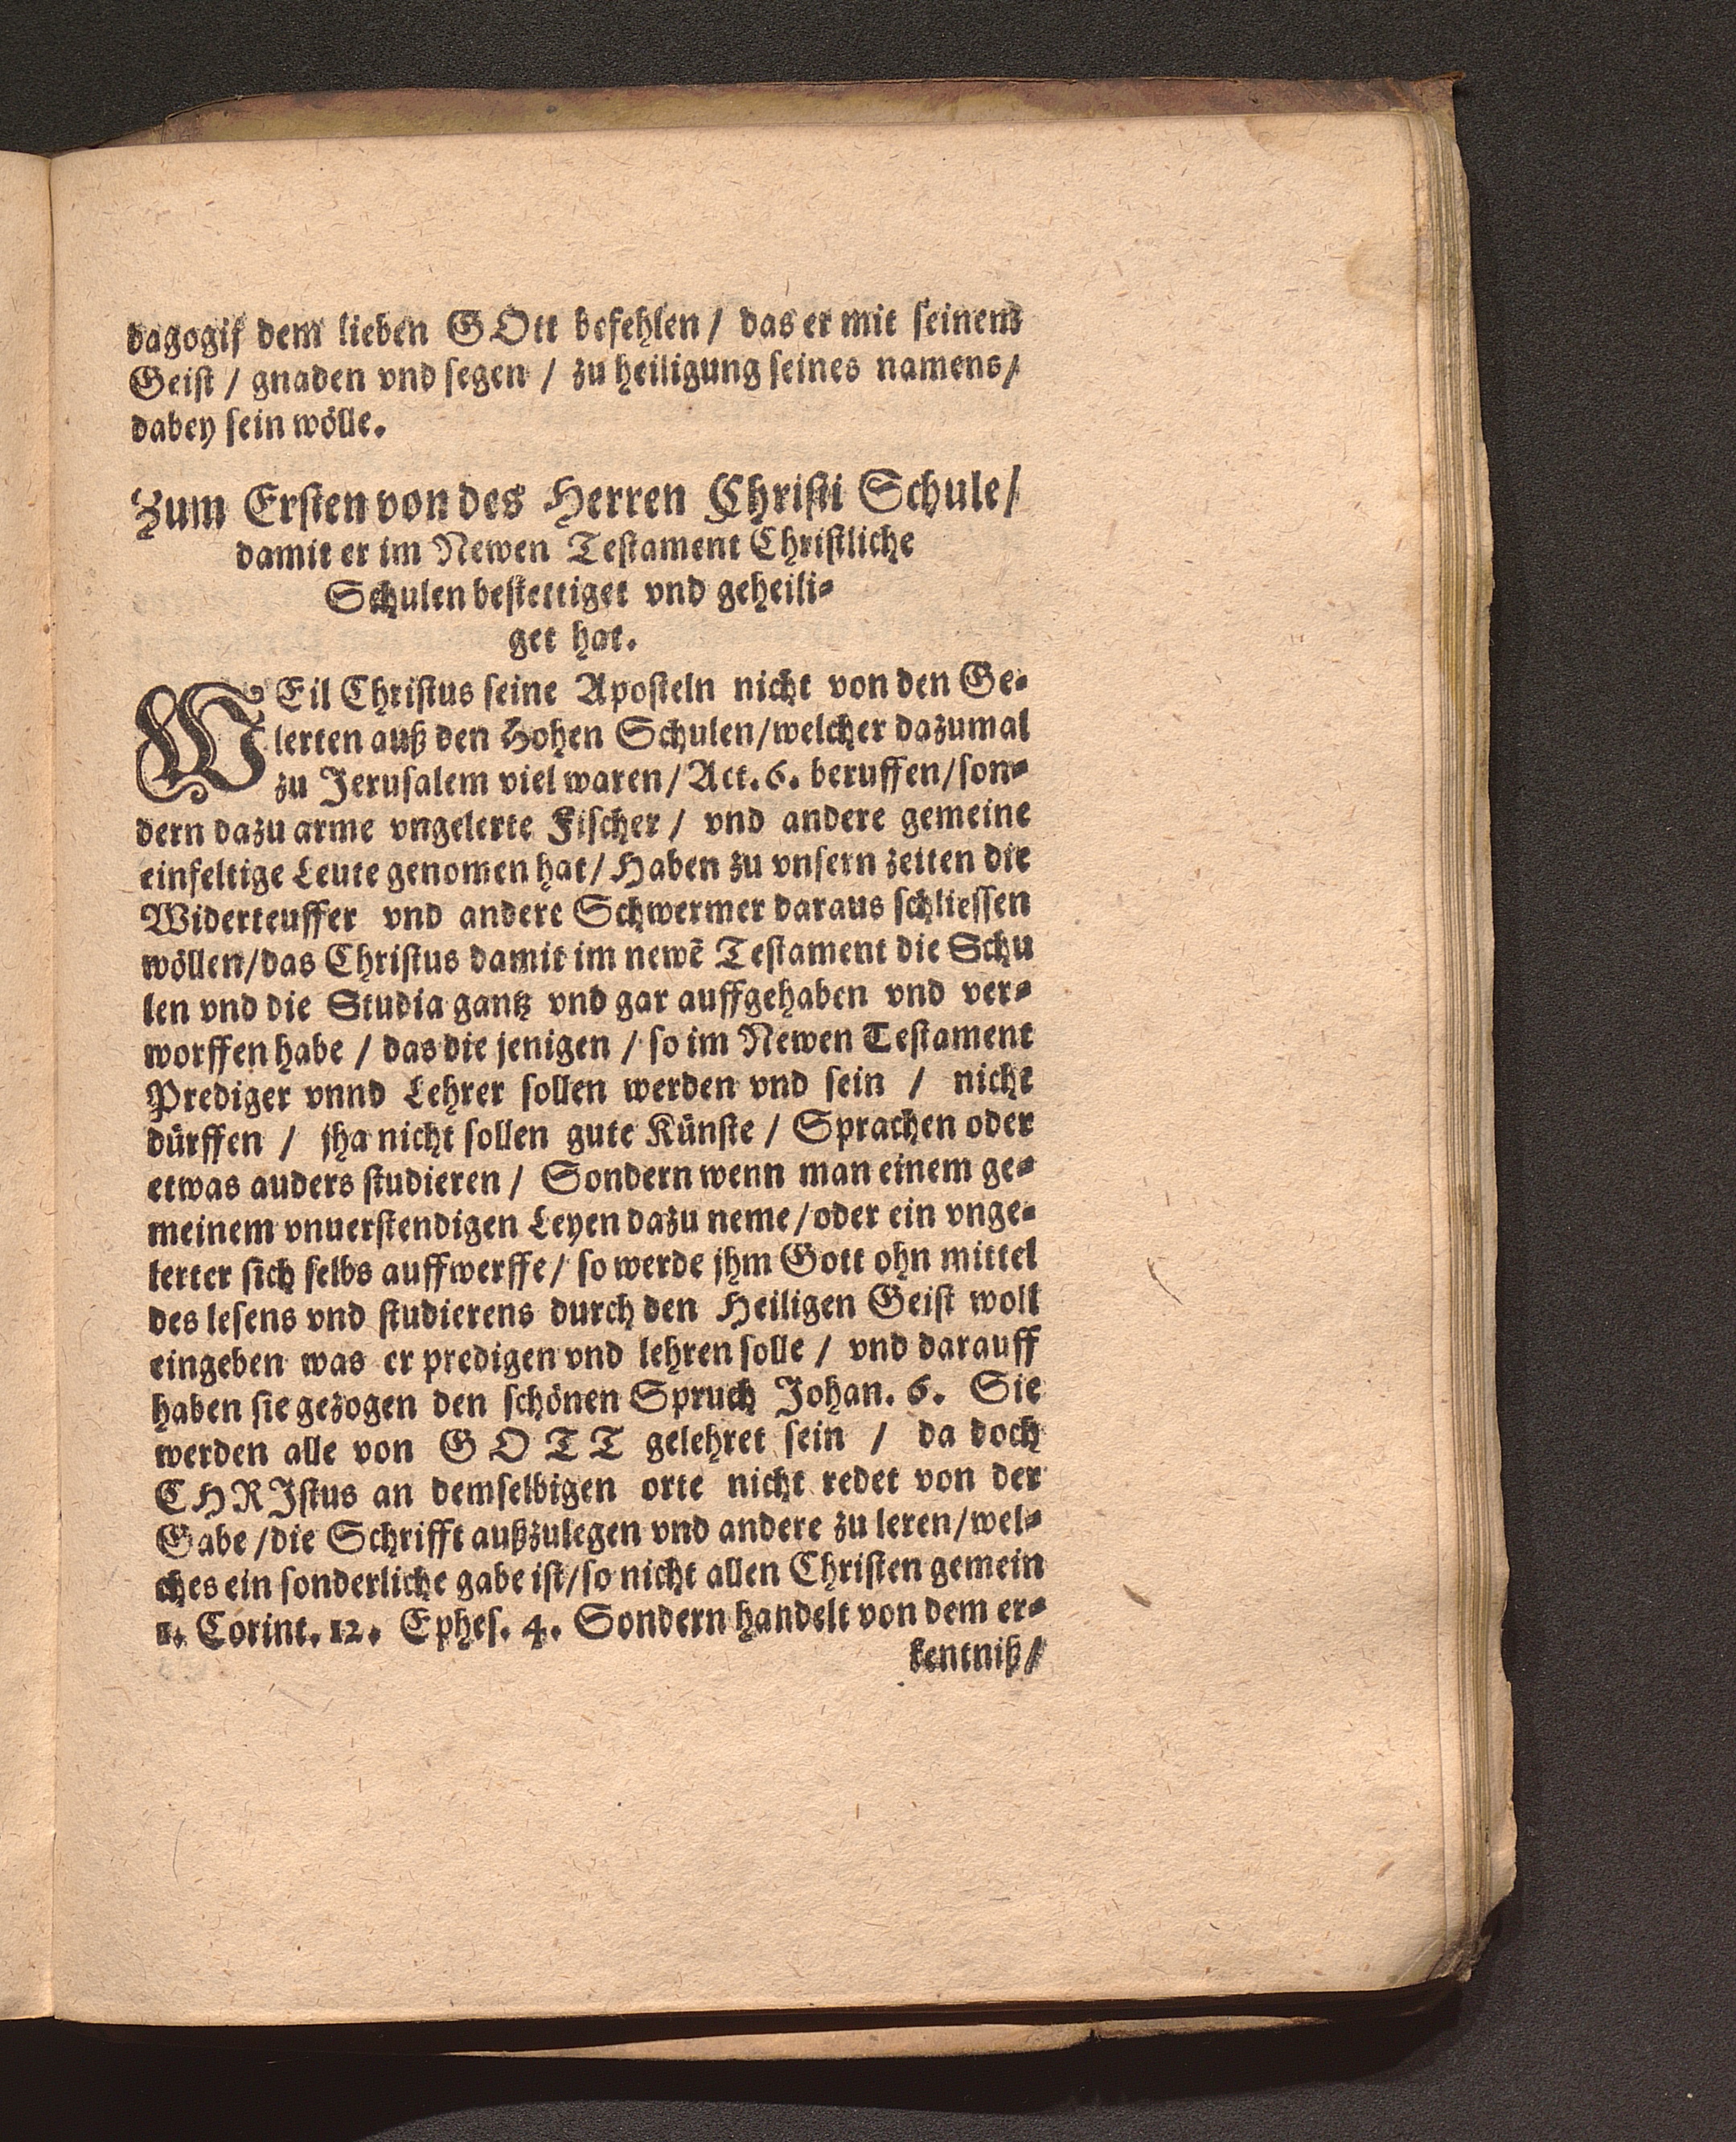 dagogiſ dem lieben GOtt befehlen / das er mit ſeinem
Geiſt / gnaden vnd ſegen / zu heiligung ſeines namens /
dabey ſein wölle.
Zum Erſten von des Herren Chriſti Schule /
damit er im Newen Teſtament Chriſtliche
Schulen beſtettiget vnd geheili-
get hat.
WEil Chriſtus ſeine Apoſteln nicht von den Ge-
lerten auß den Hohen Schulen / welcher dazumal
zu Jeruſalem viel waren / Act. 6. beruffen / ſon-
dern dazu arme vngelerte Fiſcher / vnd andere gemeine
einfeltige Leute genomen hat / Haben zu vnſern zeiten die
Widerteuffer vnd andere Schwermer daraus ſchlieſſen
wöllen / das Chriſtus damit im newẽ Teſtament die Schu
len vnd die Studia gantz vnd gar auffgehaben vnd ver-
worffen habe / das die jenigen / ſo im Newen Teſtament
Prediger vnnd Lehrer ſollen werden vnd ſein / nicht
dürffen / jha nicht ſollen gute Künſte / Sprachen oder
etwas auders ſtudieren / Sondern wenn man einem ge-
meinem vnuerſtendigen Leyen dazu neme / oder ein vnge-
lerter ſich ſelbs auffwerffe / ſo werde jhm Gott ohn mittel
des leſens vnd ſtudierens durch den Heiligen Geiſt woll
eingeben was er predigen vnd lehren ſolle / vnd darauff
haben ſie gezogen den ſchönen Spruch Johan. 6. Sie
werden alle von GOTT gelehret ſein / da doch
CHRJſtus an demſelbigen orte nicht redet von der
Gabe / die Schrifft außzulegen vnd andere zu leren / wel-
ches ein ſonderliche gabe iſt / ſo nicht allen Chriſten gemein
1. Corint. 12. Epheſ. 4. Sondern handelt von dem er-
kentniß /